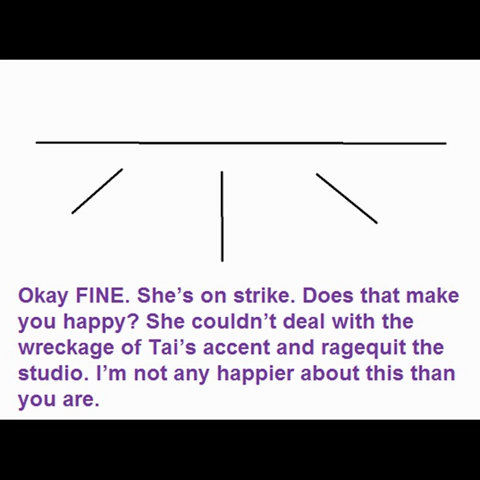 Okay FINE. She’s on strike. Does that make
you happy? She couldn’t deal with the
wreckage of Tai’s accent and ragequit the
studio. I’m not any happier about this than
you are.